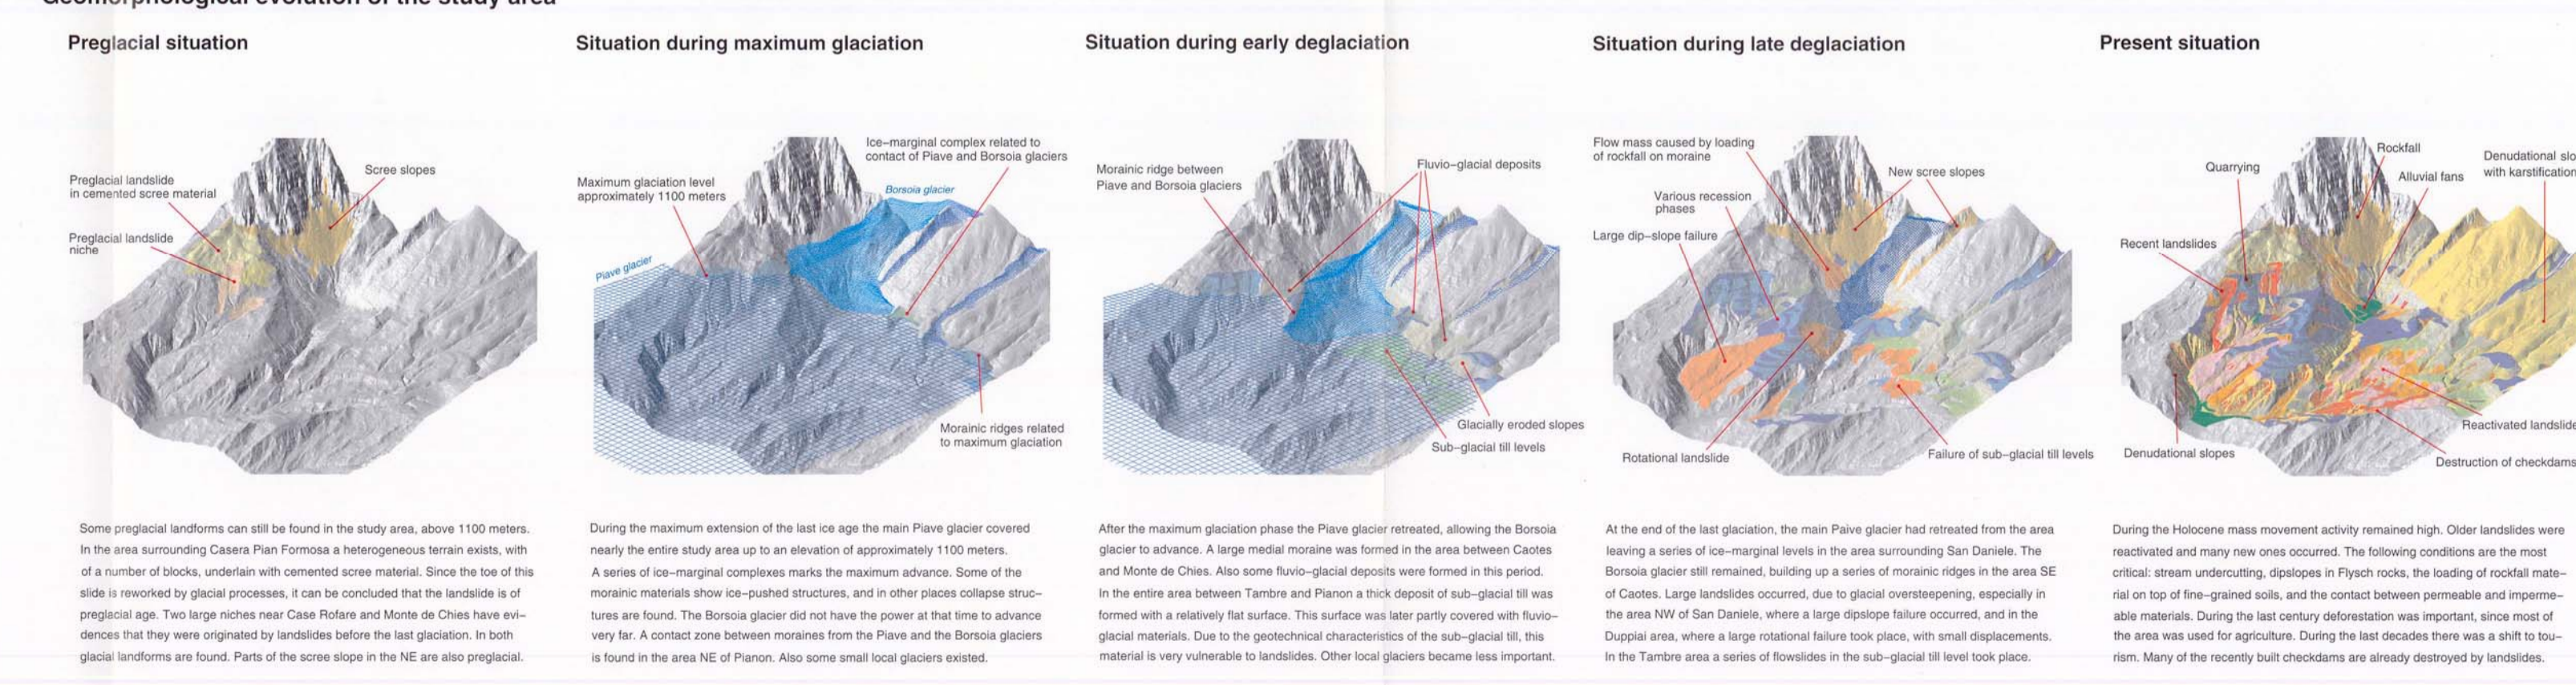 Geomorphological evolution of the study area
Preglacial situation
Preglacial landslide
in cemented scree material
Preglacial landslide
niche
Scree slopes
Some preglacial landforms can still be found in the study area, above 1100 meters.
In the area surrounding Casera Pian Formosa a heterogeneous terrain exists, with
of a number of blocks, underlain with cemented scree material. Since the toe of this
slide is reworked by glacial processes, it can be concluded that the landslide is of
preglacial age. Two large niches near Case Rofare and Monte de Chies have evi–
dences that they were originated by landslides before the last glaciation. In both
glacial landforms are found. Parts of the scree slope in the NE are also preglacial.
Situation during maximum glaciation
Maximum glaciation level
approximately 1100 meters
Ice–marginal complex related to
contact of Piave and Borsoia glaciers
Borsoia glacier
Piave glacier
Morainic ridges related
to maximum glaciation
During the maximum extension of the last ice age the main Piave glacier covered
nearly the entire study area up to an elevation of approximately 1100 meters.
A series of ice–marginal complexes marks the maximum advance. Some of the
morainic materials show ice–pushed structures, and in other places collapse struc–
tures are found. The Borsoia glacier did not have the power at that time to advance
very far. A contact zone between moraines from the Piave and the Borsoia glaciers
is found in the area NE of Pianon. Also some small local glaciers existed.
Situation during early deglaciation
Morainic ridge between
Piave and Borsoia glaciers
Fluvio–glacial deposits
Glacially eroded slopes
Sub–glacial till levels
After the maximum glaciation phase the Piave glacier retreated, allowing the Borsoia
glacier to advance. A large medial moraine was formed in the area between Caotes
and Monte de Chies. Also some fluvio–glacial deposits were formed in this period.
In the entire area between Tambre and Pianon a thick deposit of sub–glacial till was
formed with a relatively flat surface. This surface was later partly covered with fluvio–
glacial materials. Due to the geotechnical characteristics of the sub–glacial till, this
material is very vulnerable to landslides. Other local glaciers became less important.
Situation during late deglaciation
Flow mass caused by loading
of rockfall on moraine
Various recession
phases
Large dip–slope failure
New scree slopes
Rotational landslide
Failure of sub–glacial till levels
At the end of the last glaciation, the main Paive glacier had retreated from the area
leaving a series of ice–marginal levels in the area surrounding San Daniele. The
Borsoia glacier still remained, building up a series of morainic ridges in the area SE
of Caotes. Large landslides occurred, due to glacial oversteepening, especially in
the area NW of San Daniele, where a large dipslope failure occurred, and in the
Duppiai area, where a large rotational failure took place, with small displacements.
In the Tambre area a series of flowslides in the sub–glacial till level took place.
Present situation
Quarrying
Rockfall
Alluvial fans
Denudational slo
with karstification
Recent landslides
Reactivated landslide
Denudational slopes
Destruction of checkdams
During the Holocene mass movement activity remained high. Older landslides were
reactivated and many new ones occurred. The following conditions are the most
critical: stream undercutting, dipslopes in Flysch rocks, the loading of rockfall mate–
rial on top of fine–grained soils, and the contact between permeable and imperme–
able materials. During the last century deforestation was important, since most of
the area was used for agriculture. During the last decades there was a shift to tou–
rism. Many of the recently built checkdams are already destroyed by landslides.